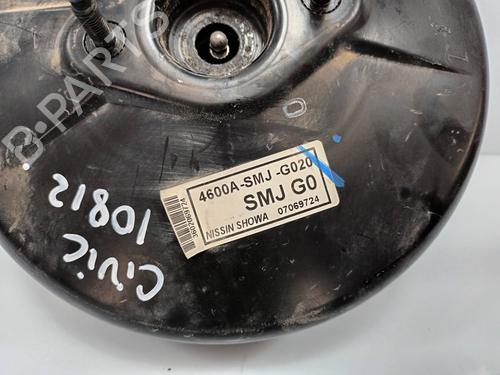 B-PARTS
4600A-SMJ -G020
SMJ G0
NISSIN SHOWA 07069724
CiViC
10812